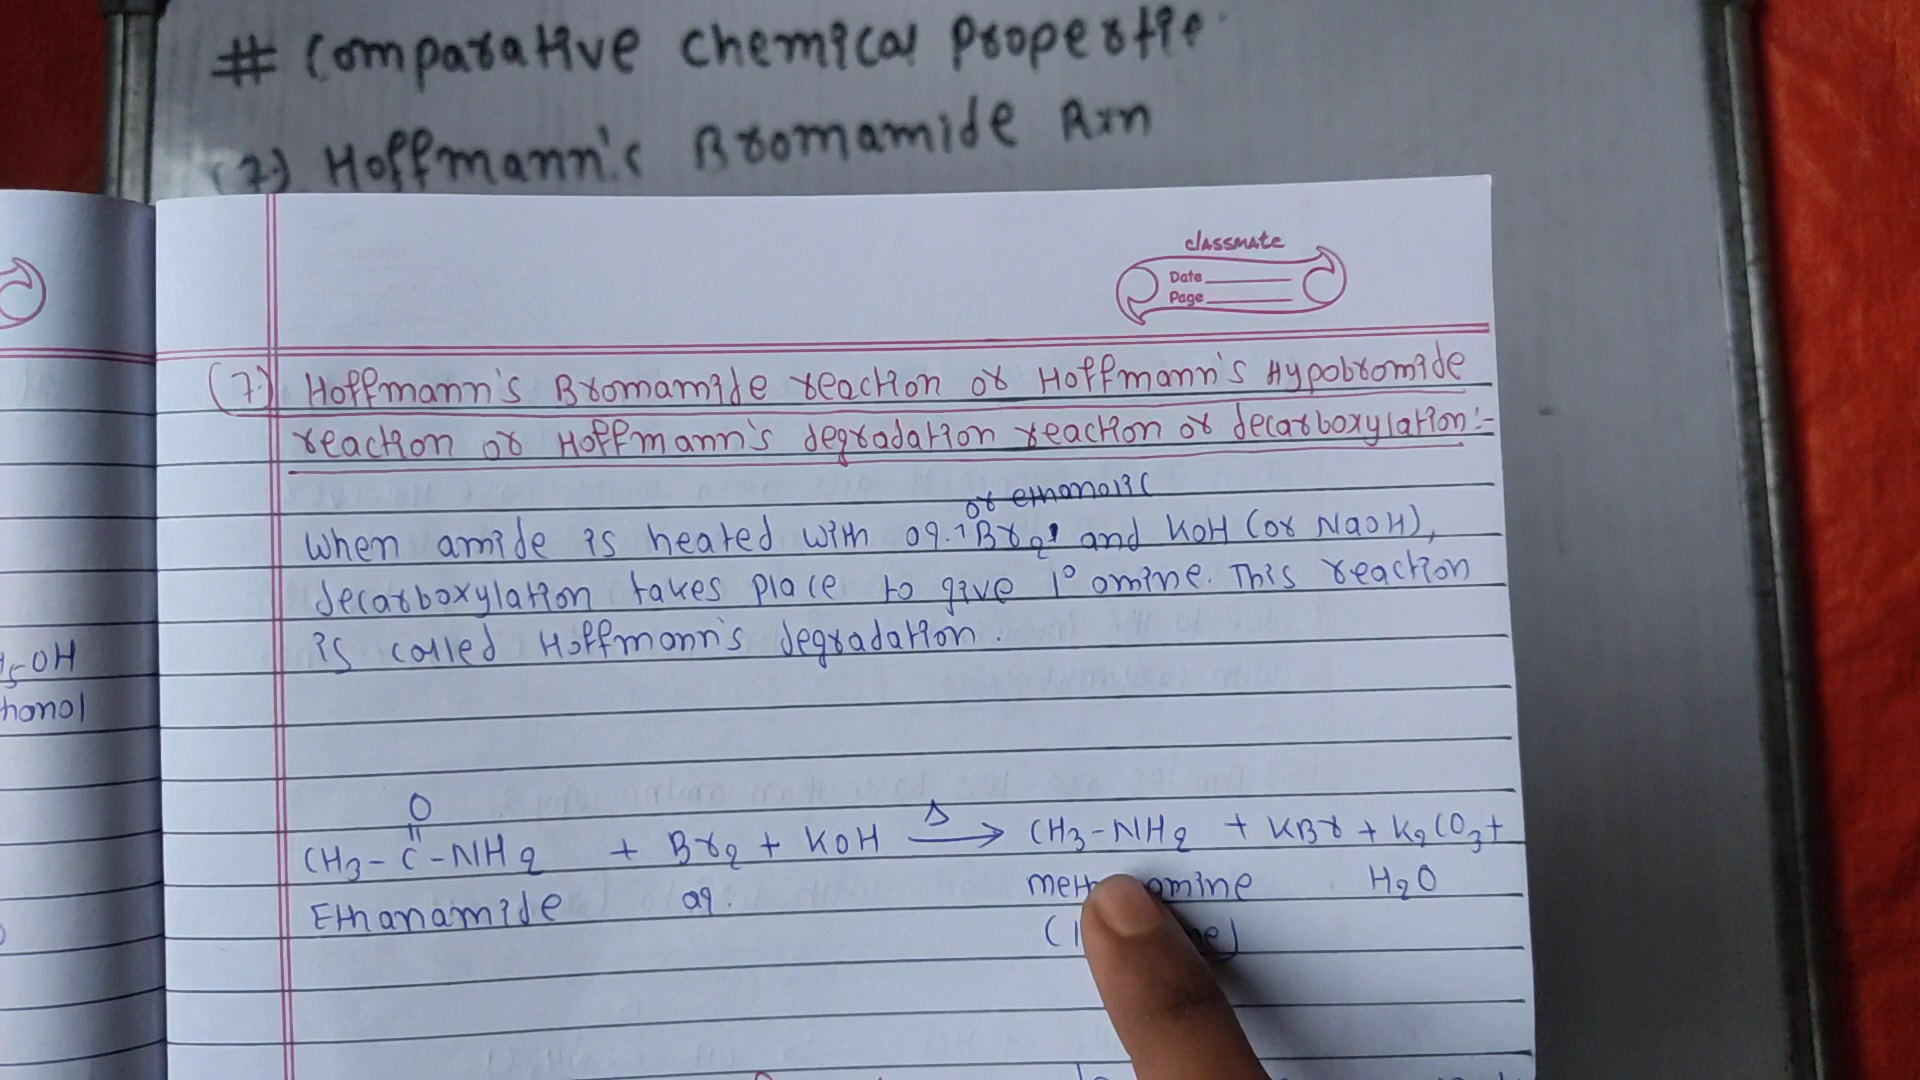 # Comparative Chemical Propertie
(7.) Hoffmann's Bromamide Rxn
classmate
Date
Page
(7.) Hoffmann's Bromamide reaction or Hoffmann's Hypobromide
reaction or Hoffmann's degradation reaction or decarboxylation:-
or ethanolic
When amide is heated with aq. Br2 and KOH (or NaOH),
decarboxylation takes place to give 1° amine. This reaction
is called Hoffmann's degradation.
OH
O
CH3-C-NH2 + Br2 + KOH Δ → CH3-NH2 + KBr + K2CO3+
Ethanamide aq. amine H2O